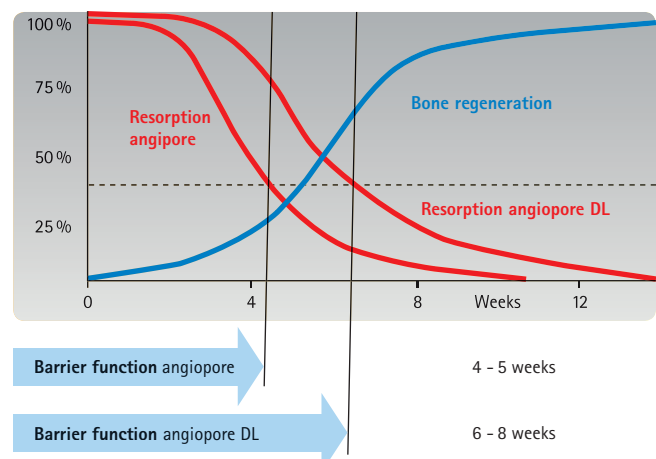 100 %
75 %
50 %
25 %
Resorption
angipore
Bone regeneration
Resorption angiopore DL
0 4 8 Weeks 12
Barrier function angiopore 4 - 5 weeks
Barrier function angiopore DL 6 - 8 weeks